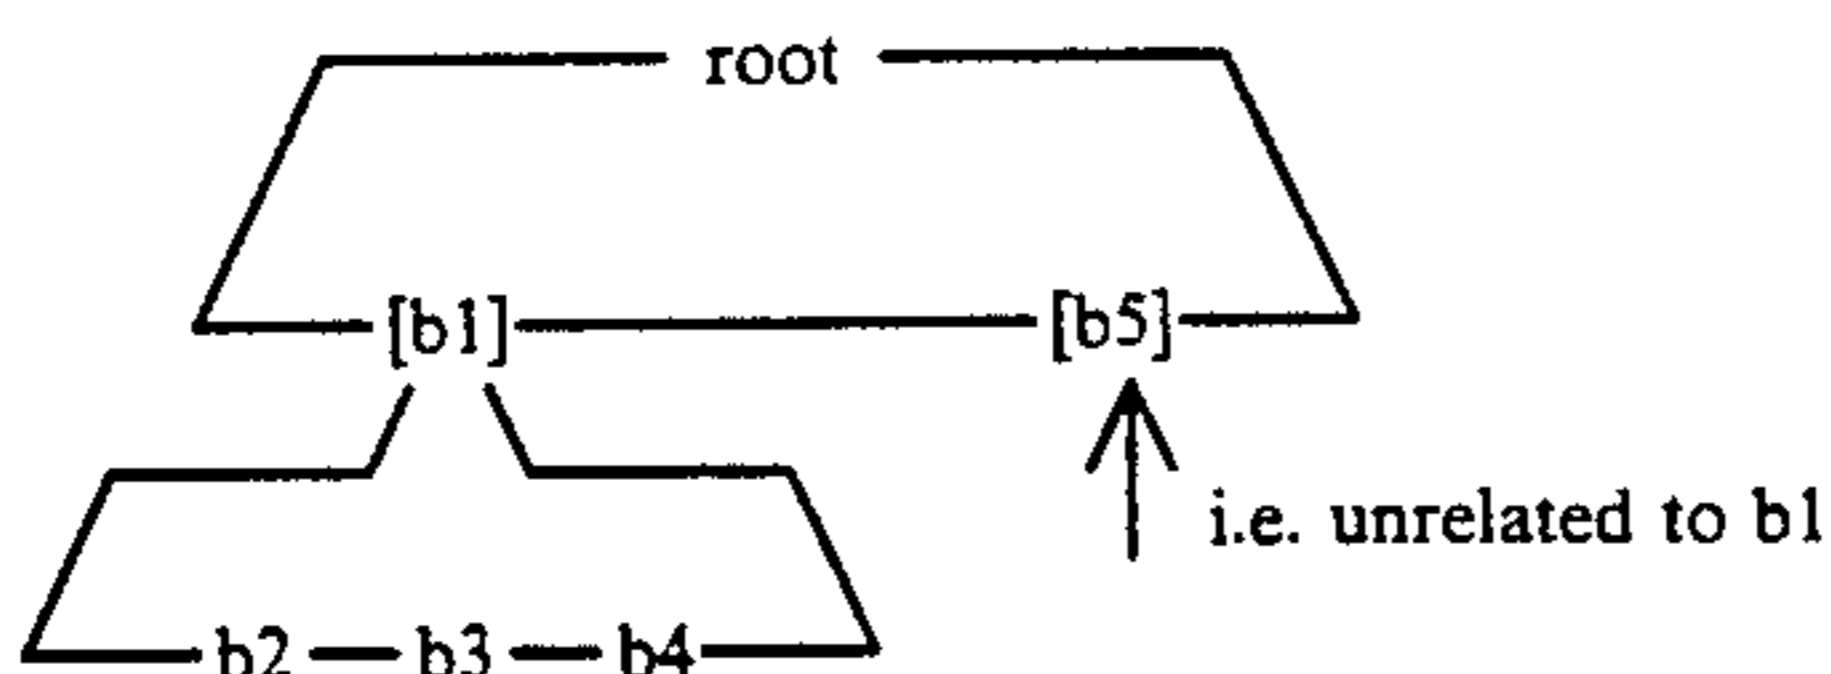 root
[b1] [b5]
i.e. unrelated to b1
b2 b3 b4